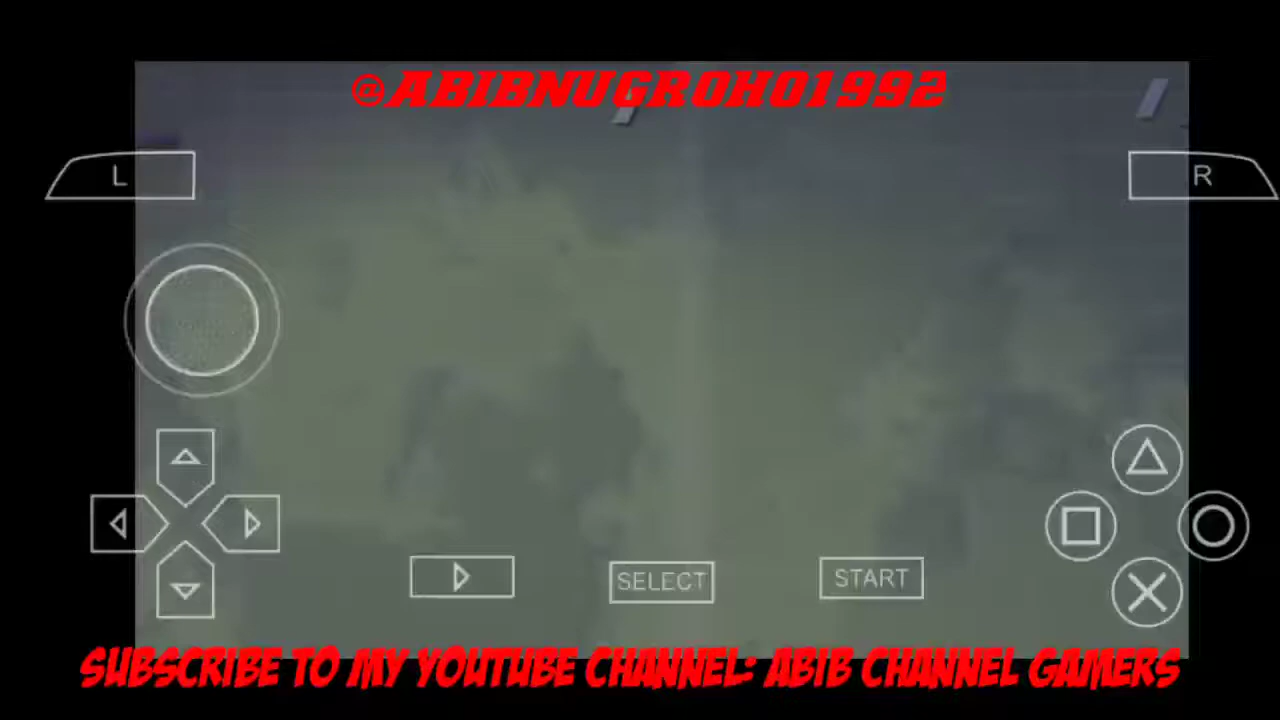 @ABIBNUGROHO1992
L
R
SELECT
START
SUBSCRIBE TO MY YOUTUBE CHANNEL: ABIB CHANNEL GAMERS